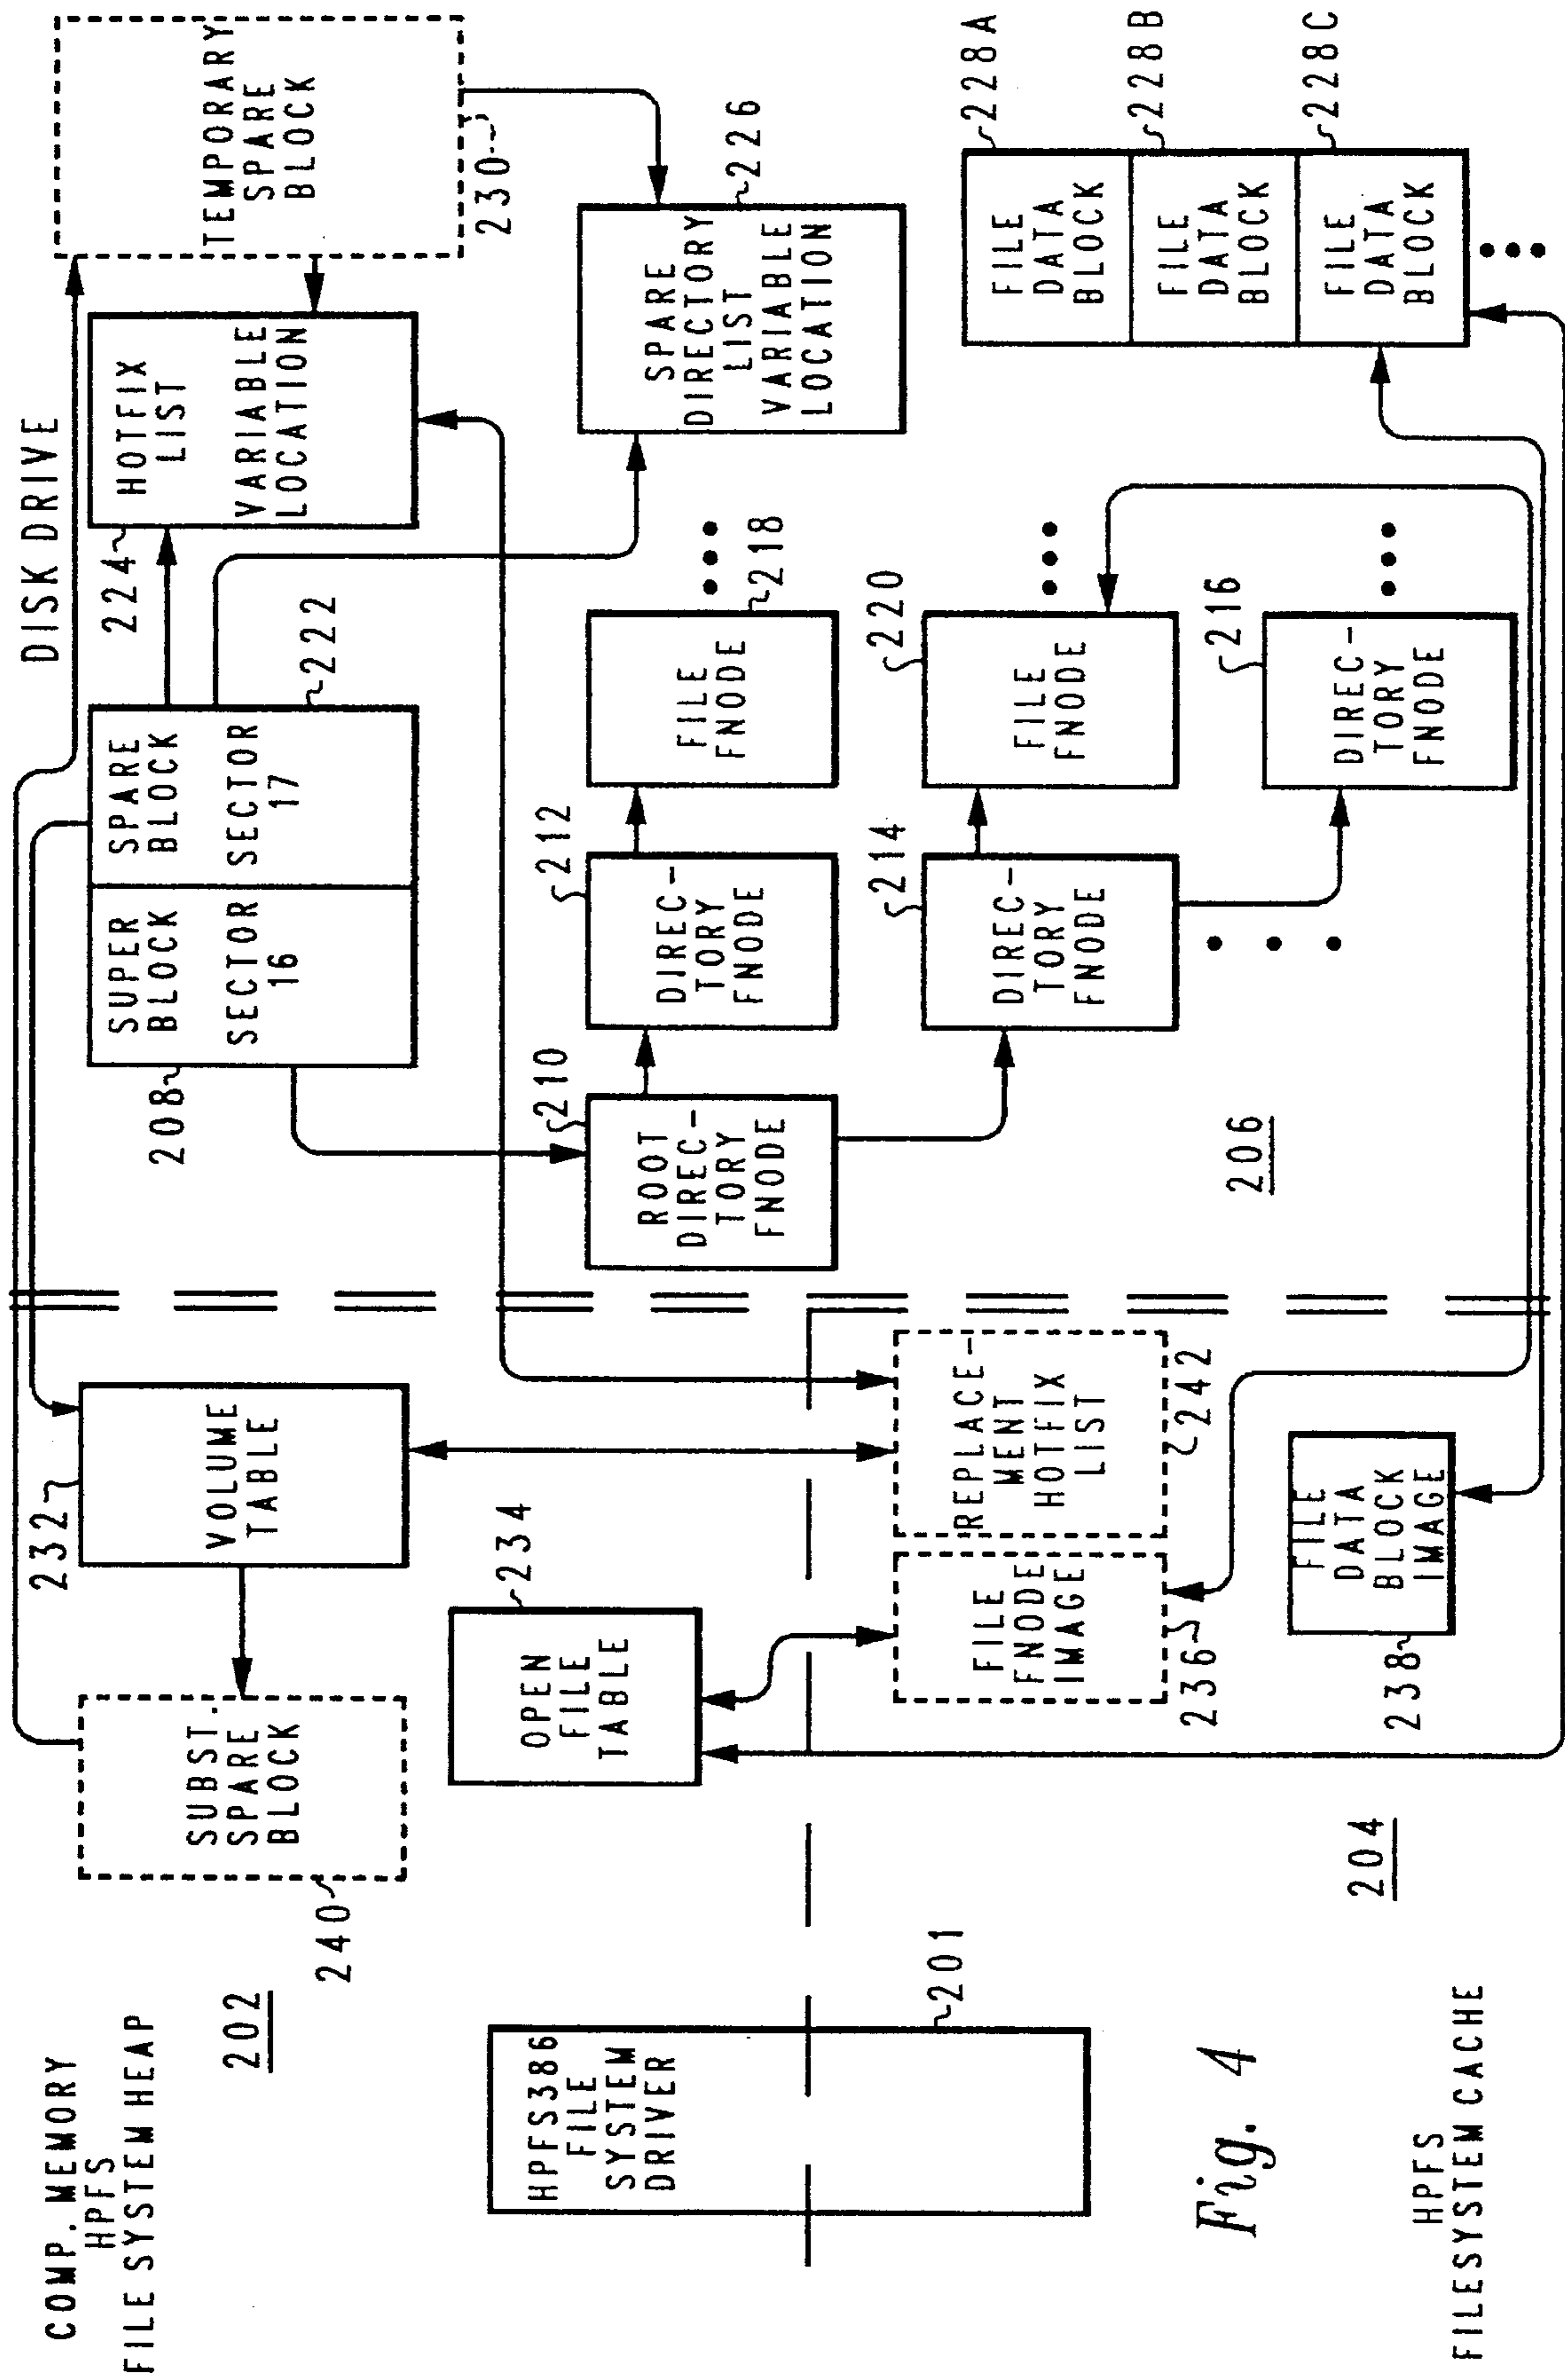 COMP. MEMORY
HPFS
FILE SYSTEM HEAP
202
240
SUBST.
SPARE
BLOCK
232
VOLUME
TABLE
DISK DRIVE
208
SUPER
BLOCK
SECTOR
16
SPARE
BLOCK
SECTOR
17
222
224
HOTFIX
LIST
VARIABLE
LOCATION
TEMPORARY
SPARE
BLOCK
230
HPFS386
FILE
SYSTEM
DRIVER
201
OPEN
FILE
TABLE
234
210
ROOT
DIREC-
TORY
FNODE
212
DIREC-
TORY
FNODE
FILE
FNODE
218
SPARE
DIRECTORY
LIST
VARIABLE
LOCATION
226
FILE
FNODE
IMAGE
236
REPLACE-
MENT
HOTFIX
LIST
242
214
DIREC-
TORY
FNODE
220
FILE
FNODE
216
DIREC-
TORY
FNODE
206
FILE
DATA
BLOCK
228A
FILE
DATA
BLOCK
228B
FILE
DATA
BLOCK
228C
FILE
DATA
BLOCK
IMAGE
238
204
Fig. 4
HPFS
FILESYSTEM CACHE